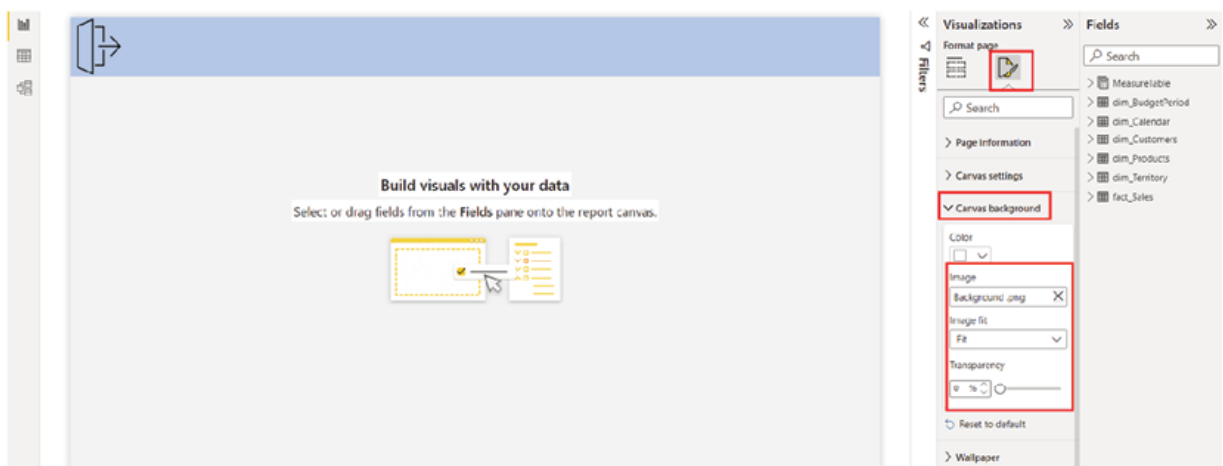 Build visuals with your data
Select or drag fields from the Fields pane onto the report canvas.
Filters
Visualizations
Format page
Search
Page information
Canvas settings
Canvas background
Color
Image
Background .png
Image fit
Fit
Transparency
0 %
Reset to default
Wallpaper
Fields
Search
MeasureTable
dim_BudgetPeriod
dim_Calendar
dim_Customers
dim_Products
dim_Territory
fact_Sales